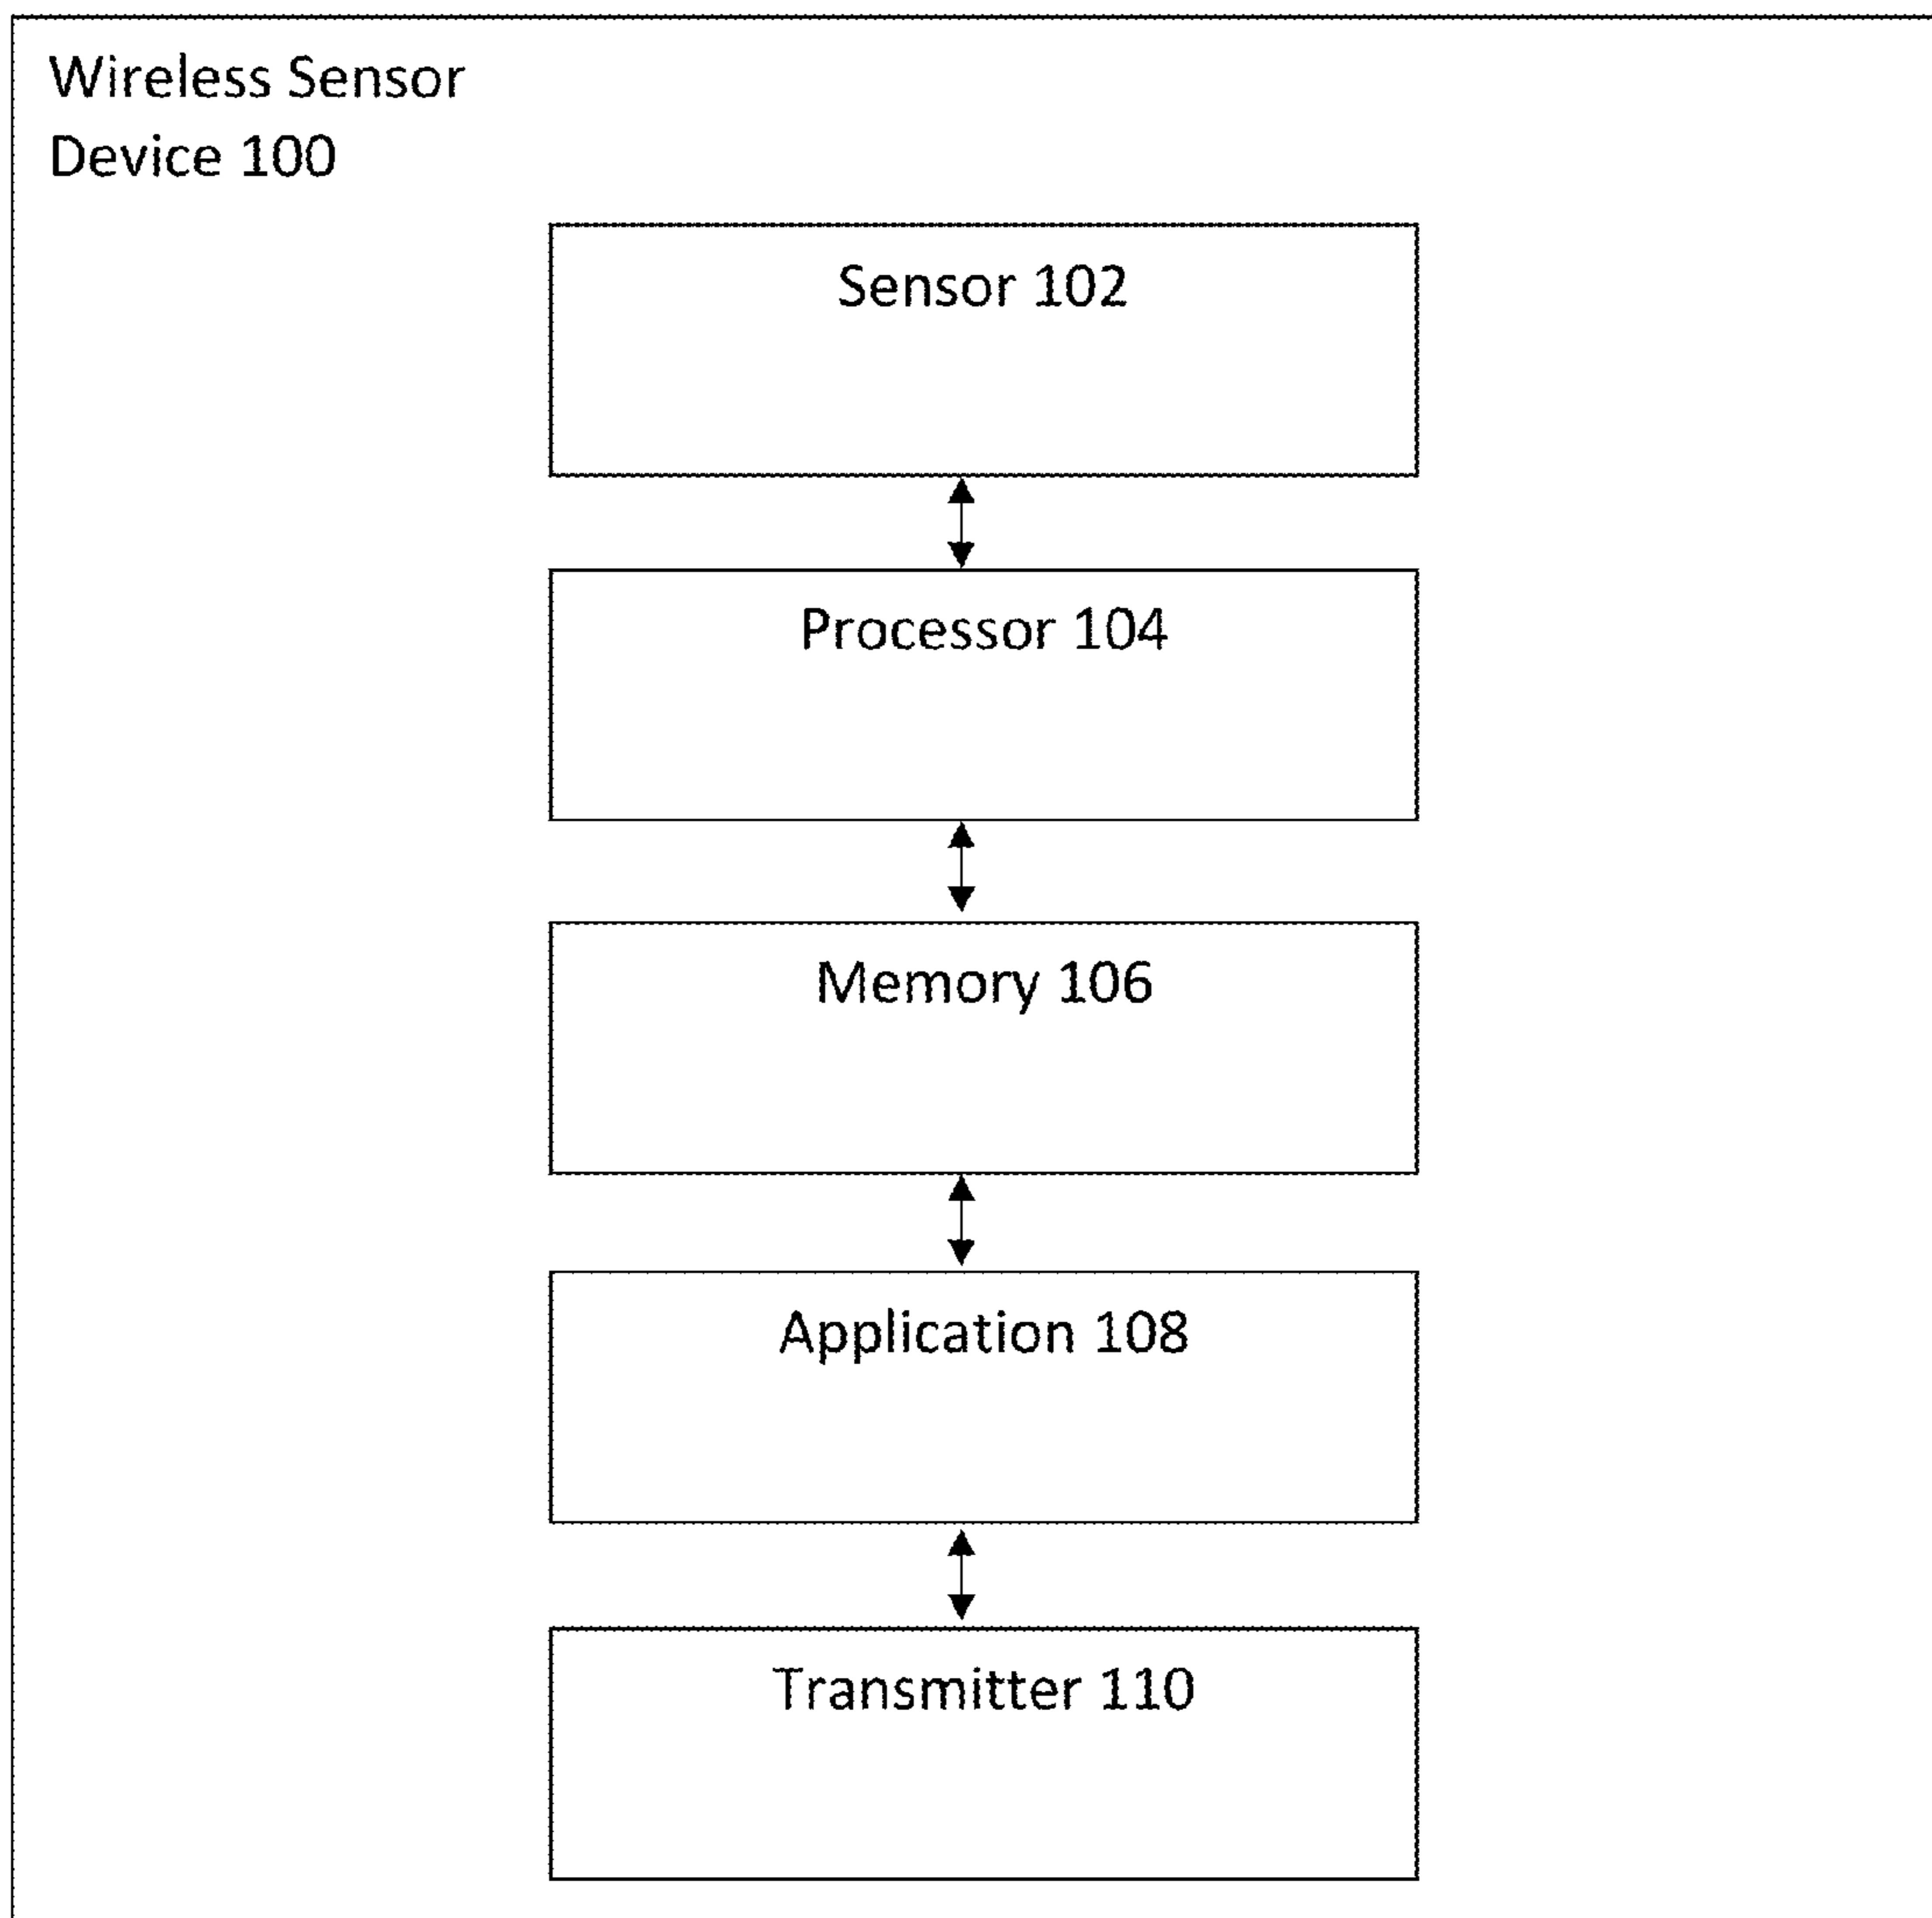 Wireless Sensor
Device 100
Sensor 102
Processor 104
Memory 106
Application 108
Transmitter 110